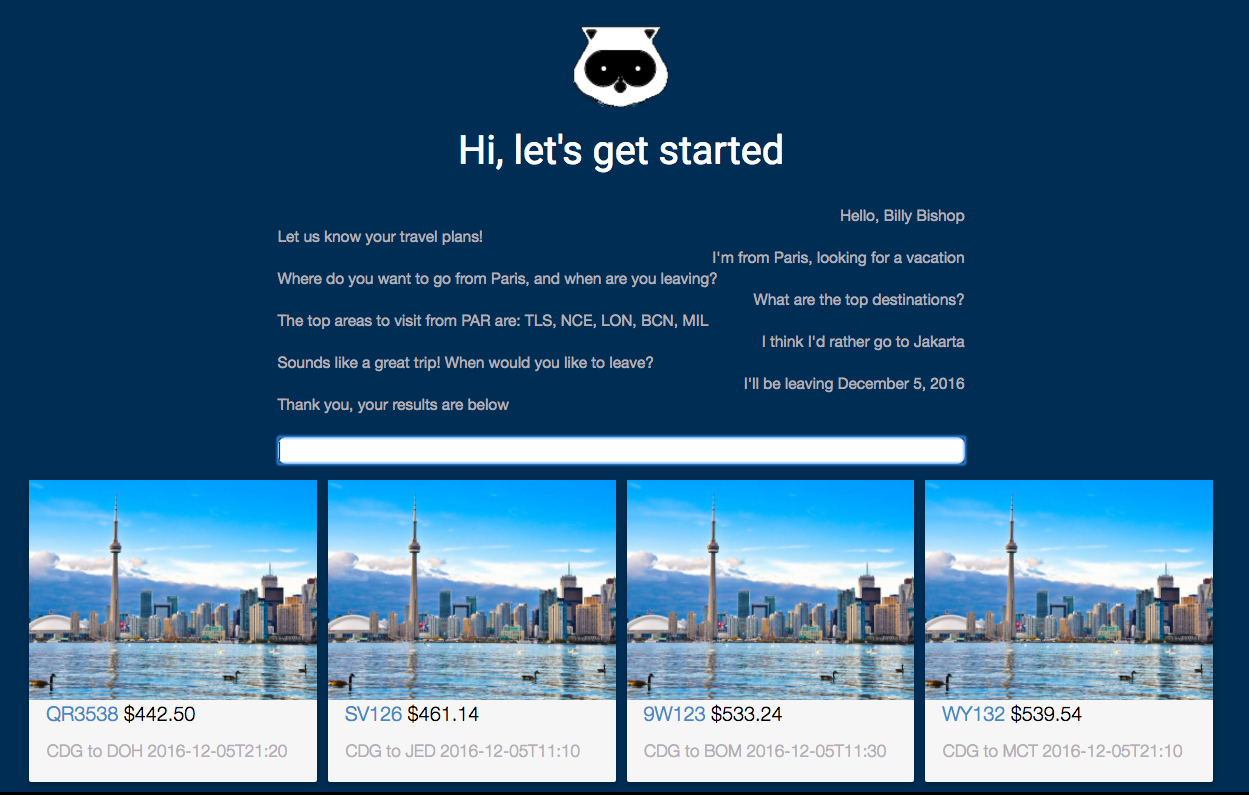 Hi, let's get started
Hello, Billy Bishop
Let us know your travel plans!
I'm from Paris, looking for a vacation
Where do you want to go from Paris, and when are you leaving?
What are the top destinations?
The top areas to visit from PAR are: TLS, NCE, LON, BCN, MIL
I think I'd rather go to Jakarta
Sounds like a great trip! When would you like to leave?
I'll be leaving December 5, 2016
Thank you, your results are below
QR3538 $442.50
CDG to DOH 2016-12-05T21:20
SV126 $461.14
CDG to JED 2016-12-05T11:10
9W123 $533.24
CDG to BOM 2016-12-05T11:30
WY132 $539.54
CDG to MCT 2016-12-05T21:10